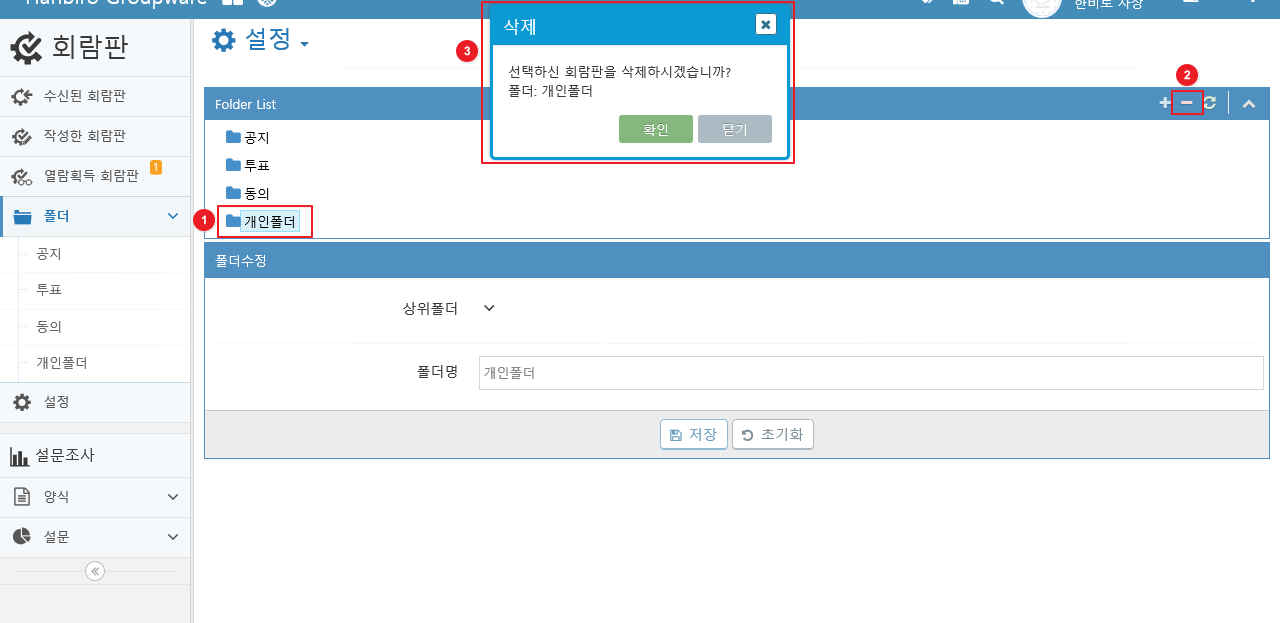 Hanbiro Groupware
한비로 사장
회람판
수신된 회람판
작성한 회람판
열람획득 회람판 1
폴더
공지
투표
동의
개인폴더
설정
설문조사
양식
설문
설정
3
삭제
선택하신 회람판을 삭제하시겠습니까?
폴더: 개인폴더
확인 닫기
2
Folder List
공지
투표
동의
1 개인폴더
폴더수정
상위폴더
폴더명 개인폴더
저장 초기화